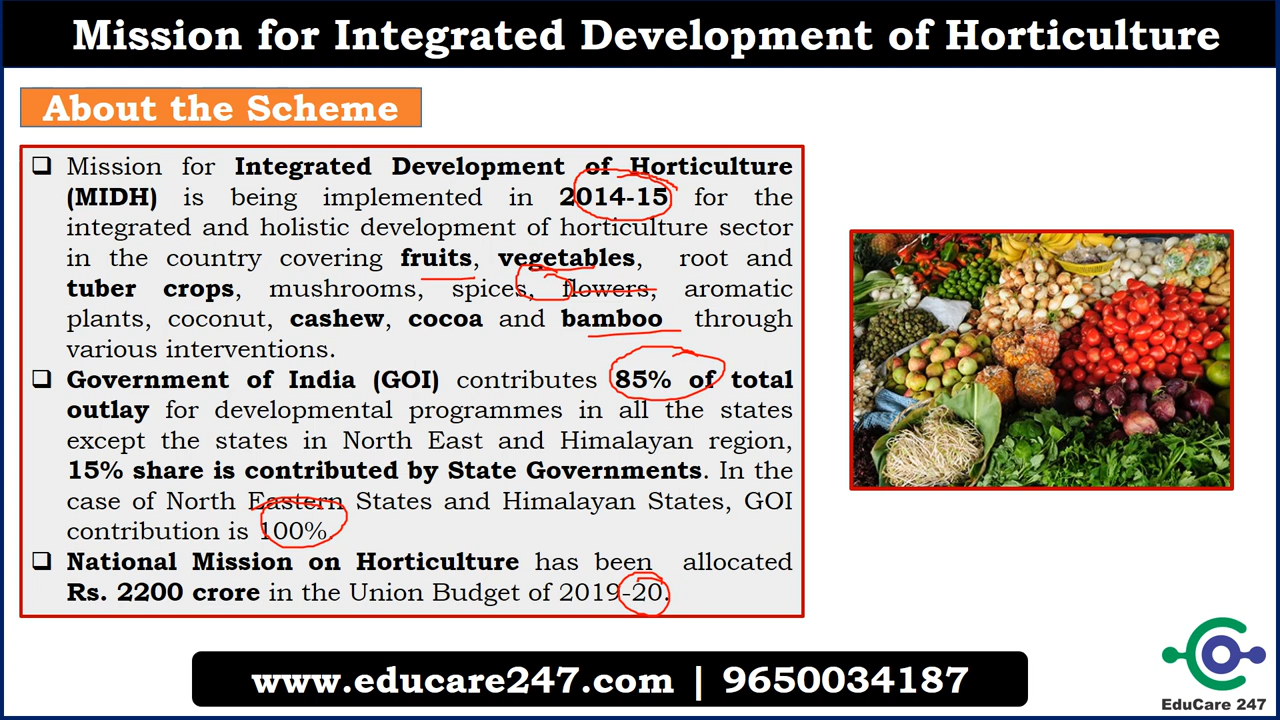 Mission for Integrated Development of Horticulture
About the Scheme
Mission for Integrated Development of Horticulture
(MIDH) is being implemented in 2014-15 for the
integrated and holistic development of horticulture sector
in the country covering fruits, vegetables, root and
tuber crops, mushrooms, spices, flowers, aromatic
plants, coconut, cashew, cocoa and bamboo through
various interventions.
Government of India (GOI) contributes 85% of total
outlay for developmental programmes in all the states
except the states in North East and Himalayan region,
15% share is contributed by State Governments. In the
case of North Eastern States and Himalayan States, GOI
contribution is 100%.
National Mission on Horticulture has been allocated
Rs. 2200 crore in the Union Budget of 2019-20.
www.educare247.com | 9650034187
EduCare 247